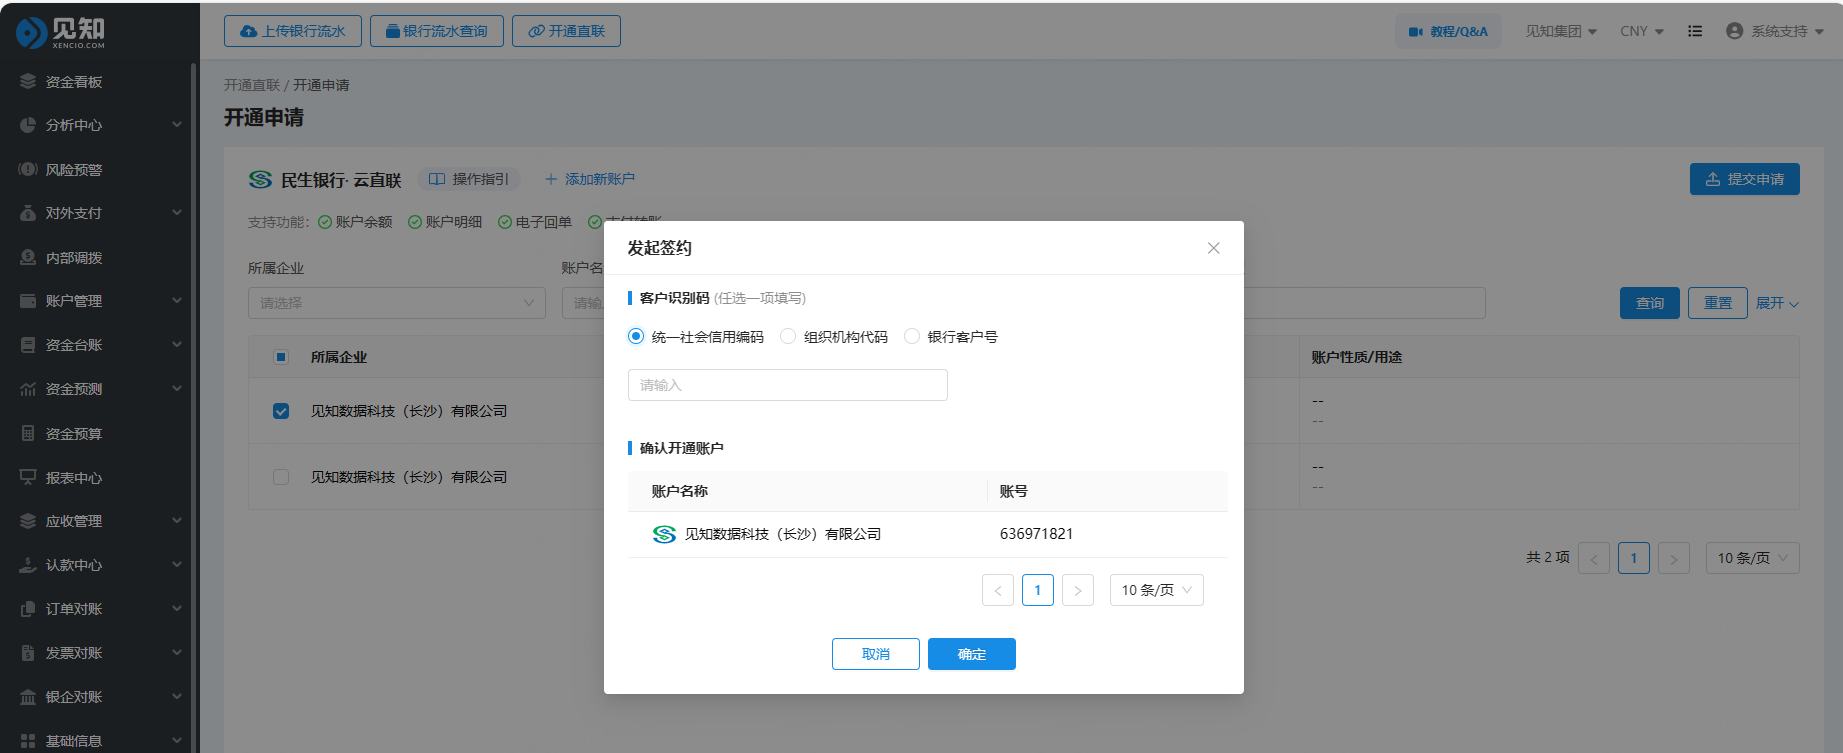 见知
XENCIO.COM
上传银行流水
银行流水查询
开通直联
教程/Q&A
见知集团
CNY
系统支持
资金看板
分析中心
风险预警
对外支付
内部调拨
账户管理
资金台账
资金预测
资金预算
报表中心
应收管理
认款中心
订单对账
发票对账
银企对账
基础信息
开通直联 / 开通申请
开通申请
民生银行· 云直联
操作指引
添加新账户
提交申请
支持功能: 账户余额 账户明细 电子回单
所属企业
账户名
请选择
请输
查询
重置
展开
所属企业
账户性质/用途
见知数据科技（长沙）有限公司
--
--
见知数据科技（长沙）有限公司
--
--
共 2 项
<
1
>
10 条/页
发起签约
客户识别码 (任选一项填写)
统一社会信用编码
组织机构代码
银行客户号
请输入
确认开通账户
账户名称
账号
见知数据科技（长沙）有限公司
636971821
<
1
>
10 条/页
取消
确定